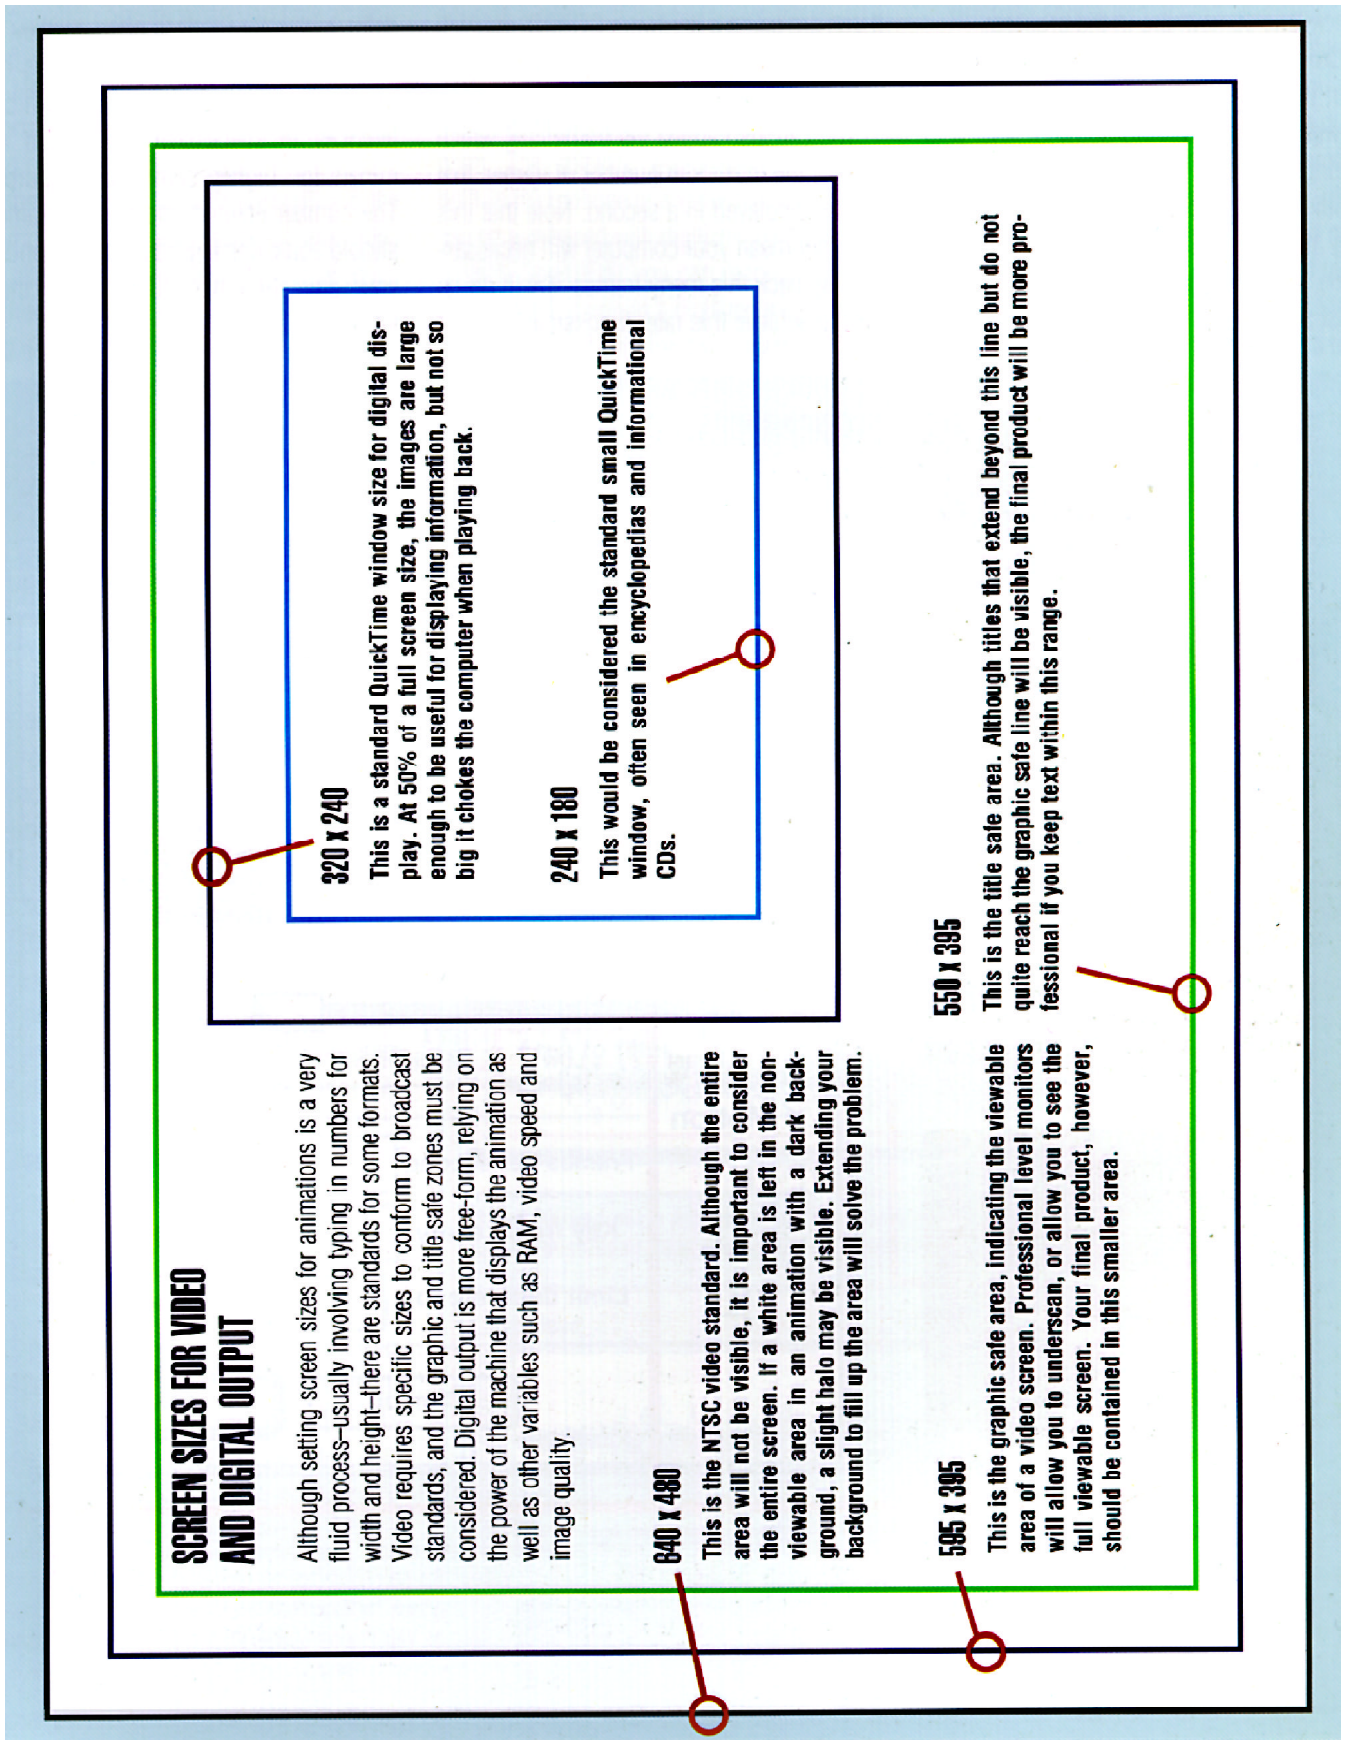 SCREEN SIZES FOR VIDEO
AND DIGITAL OUTPUT
Although setting screen sizes for animations is a very
fluid process–usually involving typing in numbers for
width and height–there are standards for some formats.
Video requires specific sizes to conform to broadcast
standards, and the graphic and title safe zones must be
considered. Digital output is more free-form, relying on
the power of the machine that displays the animation as
well as other variables such as RAM, video speed and
image quality.
640 x 480
This is the NTSC video standard. Although the entire
area will not be visible, it is important to consider
the entire screen. If a white area is left in the non-
viewable area in an animation with a dark back-
ground, a slight halo may be visible. Extending your
background to fill up the area will solve the problem.
595 x 395
This is the graphic safe area, indicating the viewable
area of a video screen. Professional level monitors
will allow you to underscan, or allow you to see the
full viewable screen. Your final product, however,
should be contained in this smaller area.
320 x 240
This is a standard QuickTime window size for digital dis-
play. At 50% of a full screen size, the images are large
enough to be useful for displaying information, but not so
big it chokes the computer when playing back.
240 x 180
This would be considered the standard small QuickTime
window, often seen in encyclopedias and informational
CDs.
550 x 395
This is the title safe area. Although titles that extend beyond this line but do not
quite reach the graphic safe line will be visible, the final product will be more pro-
fessional if you keep text within this range.